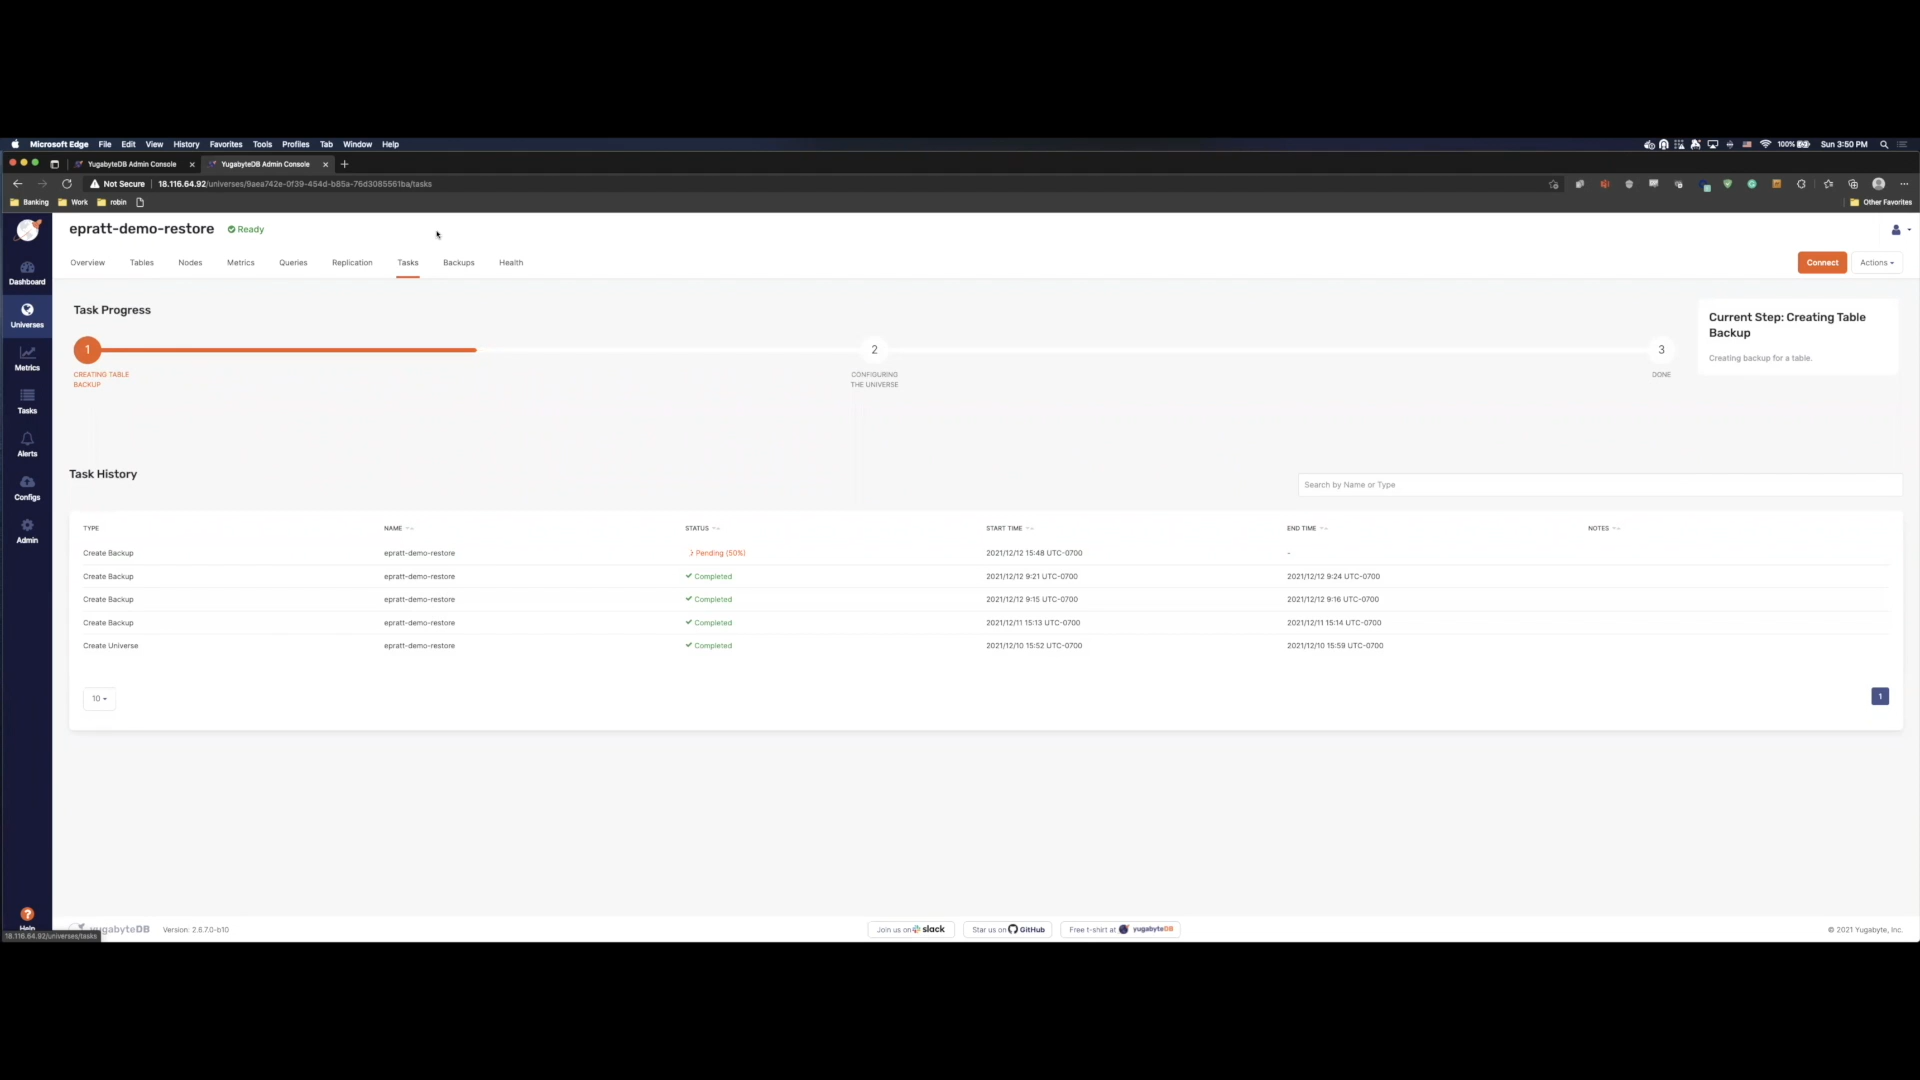 Microsoft Edge File Edit View History Favorites Tools Profiles Tab Window Help 100% Sun 3:50 PM
YugabyteDB Admin Console YugabyteDB Admin Console
Not Secure 18.116.64.92/universes/9aea742e-0f39-454d-b85a-76d3085561ba/tasks
Banking Work robin Other Favorites
epratt-demo-restore Ready
Overview Tables Nodes Metrics Queries Replication Tasks Backups Health Connect Actions
Dashboard
Universes
Metrics
Tasks
Alerts
Configs
Admin
Help
Task Progress
1 2 3
CREATING TABLE
BACKUP
CONFIGURING
THE UNIVERSE
DONE
Current Step: Creating Table
Backup
Creating backup for a table.
Task History
Search by Name or Type
TYPE NAME STATUS START TIME END TIME NOTES
Create Backup epratt-demo-restore Pending (50%) 2021/12/12 15:48 UTC-0700 -
Create Backup epratt-demo-restore Completed 2021/12/12 9:21 UTC-0700 2021/12/12 9:24 UTC-0700
Create Backup epratt-demo-restore Completed 2021/12/12 9:15 UTC-0700 2021/12/12 9:16 UTC-0700
Create Backup epratt-demo-restore Completed 2021/12/11 15:13 UTC-0700 2021/12/11 15:14 UTC-0700
Create Universe epratt-demo-restore Completed 2021/12/10 15:52 UTC-0700 2021/12/10 15:59 UTC-0700
10 1
yugabyteDB Version: 2.6.7.0-b10 Join us on slack Star us on GitHub Free t-shirt at yugabyteDB © 2021 Yugabyte, Inc.
18.116.64.92/universes/tasks